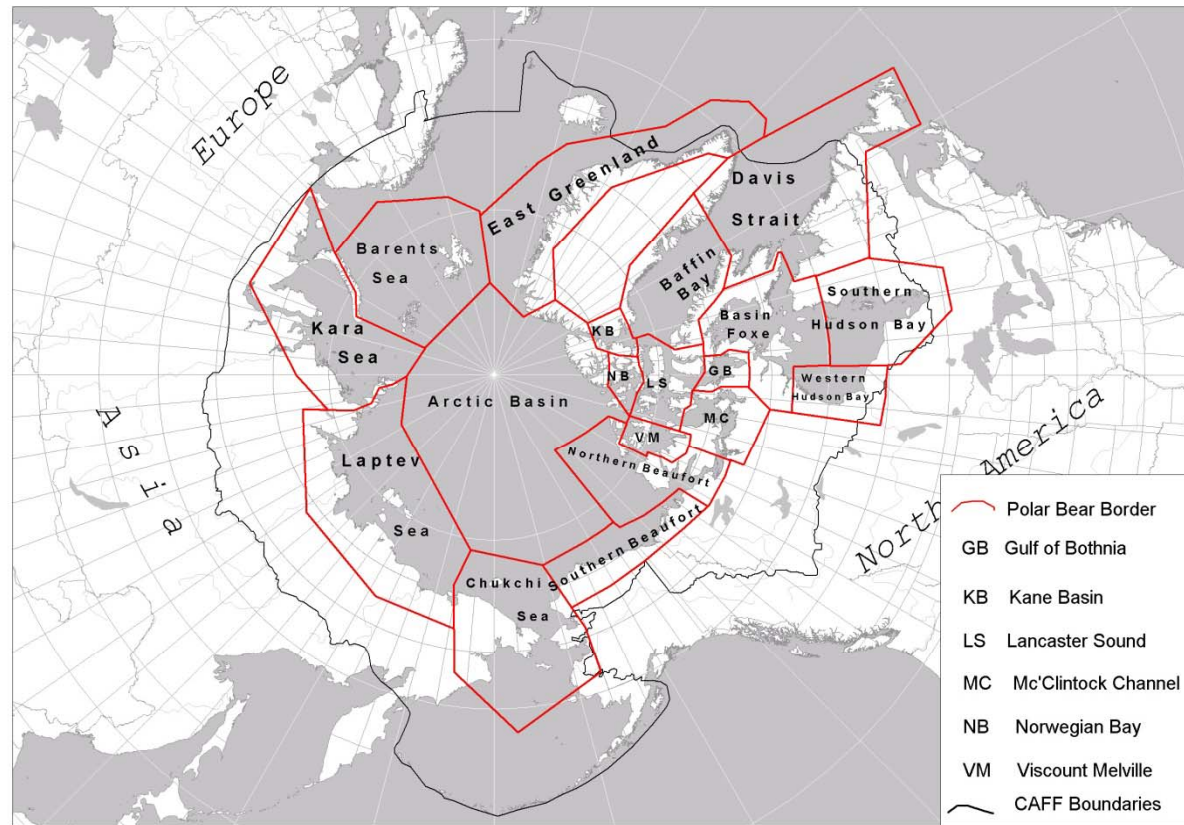 Europe
East Greenland
Davis
Strait
Barents
Sea
Baffin
Bay
Southern
Hudson Bay
Basin
Foxe
Kara
Sea
KB
NB
LS
GB
Western
Hudson Bay
Arctic Basin
MC
VM
Asia
Laptev
Sea
Northern Beaufort
Southern Beaufort
Chukchi
Sea
North America
Polar Bear Border
GB Gulf of Bothnia
KB Kane Basin
LS Lancaster Sound
MC Mc'Clintock Channel
NB Norwegian Bay
VM Viscount Melville
CAFF Boundaries